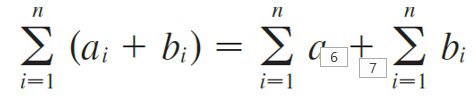 n n n
∑ (aᵢ + bᵢ) = ∑ a + ∑ bᵢ
6
7
i=1 i=1 i=1